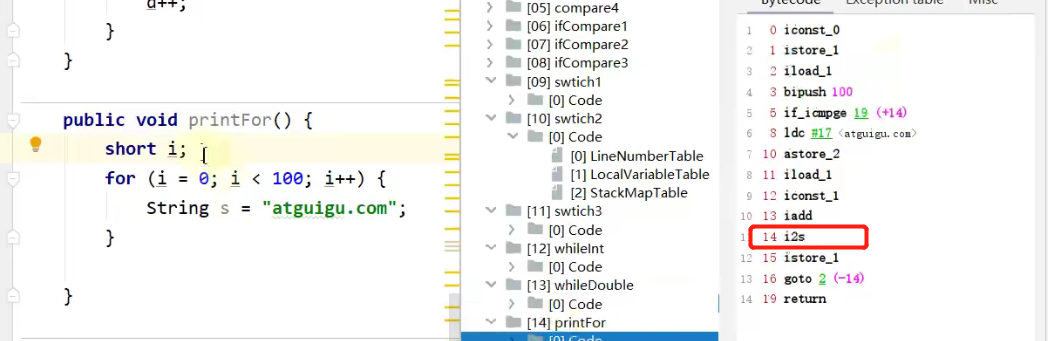 d++;
}
}
public void printFor() {
short i;
for (i = 0; i < 100; i++) {
String s = "atguigu.com";
}
}
[05] compare4
[06] ifCompare1
[07] ifCompare2
[08] ifCompare3
[09] swtich1
[0] Code
[10] swtich2
[0] Code
[0] LineNumberTable
[1] LocalVariableTable
[2] StackMapTable
[11] swtich3
[0] Code
[12] whileInt
[0] Code
[13] whileDouble
[0] Code
[14] printFor
[0] Code
Bytecode Exception table Misc
1 0 iconst_0
2 1 istore_1
3 2 iload_1
4 3 bipush 100
5 5 if_icmpge 19 (+14)
6 8 ldc #17 <atguigu.com>
7 10 astore_2
8 11 iload_1
9 12 iconst_1
10 13 iadd
11 14 i2s
12 15 istore_1
13 16 goto 2 (-14)
14 19 return